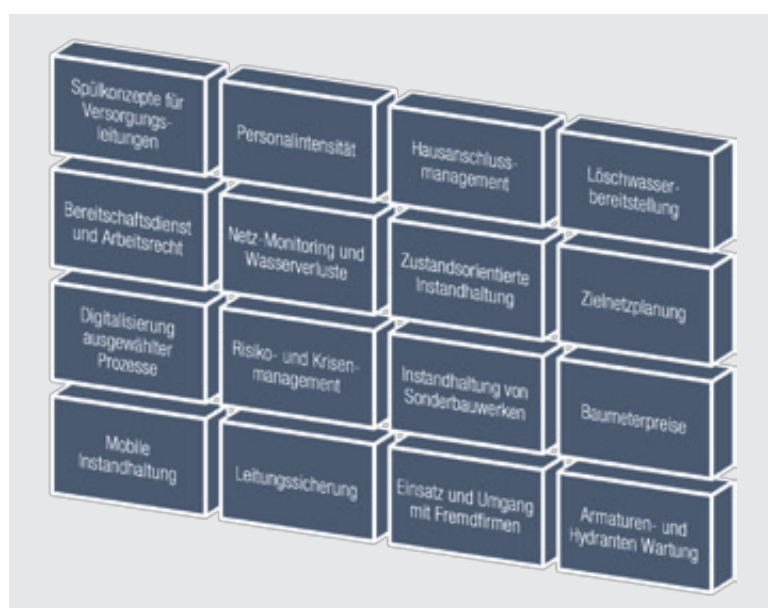 Spülkonzepte für
Versorgungs-
leitungen
Personalintensität
Hausanschluss-
management
Löschwasser-
bereitstellung
Bereitschaftsdienst
und Arbeitsrecht
Netz-Monitoring und
Wasserverluste
Zustandsorientierte
Instandhaltung
Zielnetzplanung
Digitalisierung
ausgewählter
Prozesse
Risiko- und Krisen-
management
Instandhaltung von
Sonderbauwerken
Baumeterpreise
Mobile
Instandhaltung
Leitungssicherung
Einsatz und Umgang
mit Fremdfirmen
Armaturen- und
Hydranten Wartung